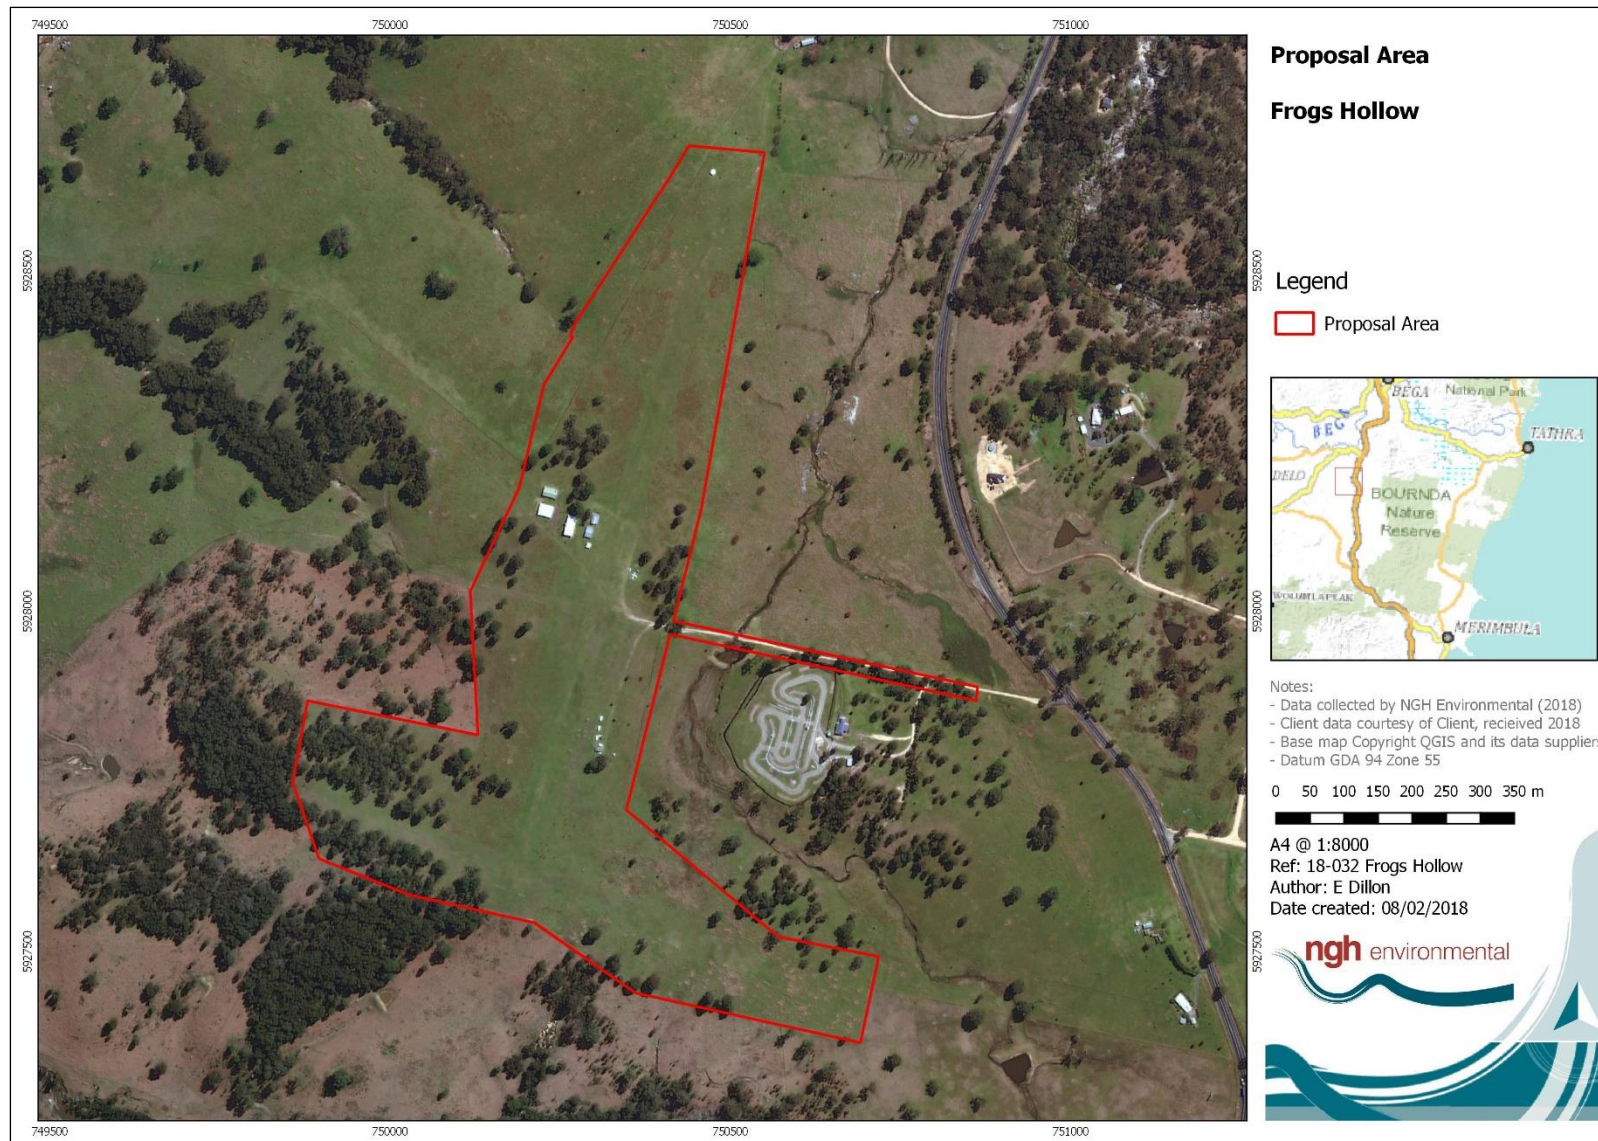 749500
750000
750500
751000
5928500
5928000
5927500
5928500
5928000
5927500
749500
750000
750500
751000
Proposal Area
Frogs Hollow
Legend
Proposal Area
BEGA
National Park
BEG
TATHRA
DELO
BOURNDA
Nature
Reserve
WOLUMLAPEAK
MERIMBULA
Notes:
- Data collected by NGH Environmental (2018)
- Client data courtesy of Client, recieived 2018
- Base map Copyright QGIS and its data suppliers
- Datum GDA 94 Zone 55
0 50 100 150 200 250 300 350 m
A4 @ 1:8000
Ref: 18-032 Frogs Hollow
Author: E Dillon
Date created: 08/02/2018
ngh environmental